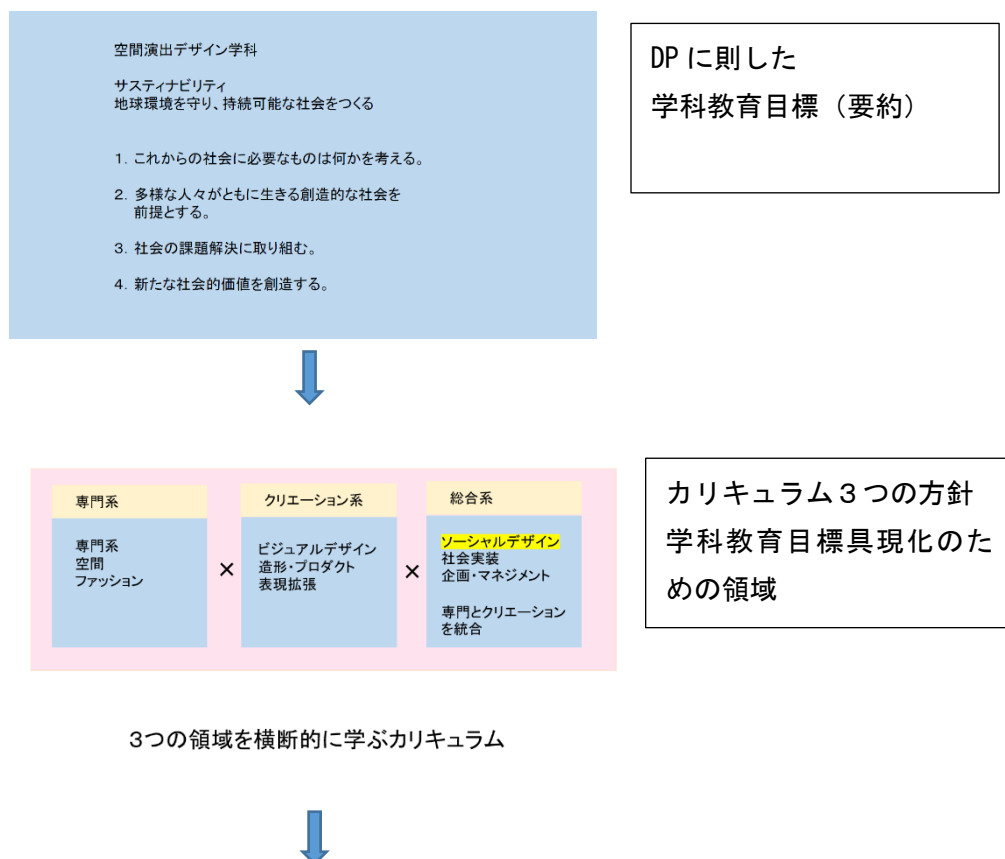 空間演出デザイン学科
サスティナビリティ
地球環境を守り、持続可能な社会をつくる
1. これからの社会に必要なものは何かを考える。
2. 多様な人々がともに生きる創造的な社会を
前提とする。
3. 社会の課題解決に取り組む。
4. 新たな社会的価値を創造する。
DPに則した
学科教育目標（要約）
専門系
専門系
空間
ファッション
×
クリエーション系
ビジュアルデザイン
造形・プロダクト
表現拡張
×
総合系
ソーシャルデザイン
社会実装
企画・マネジメント
専門とクリエーション
を統合
カリキュラム３つの方針
学科教育目標具現化のた
めの領域
3つの領域を横断的に学ぶカリキュラム